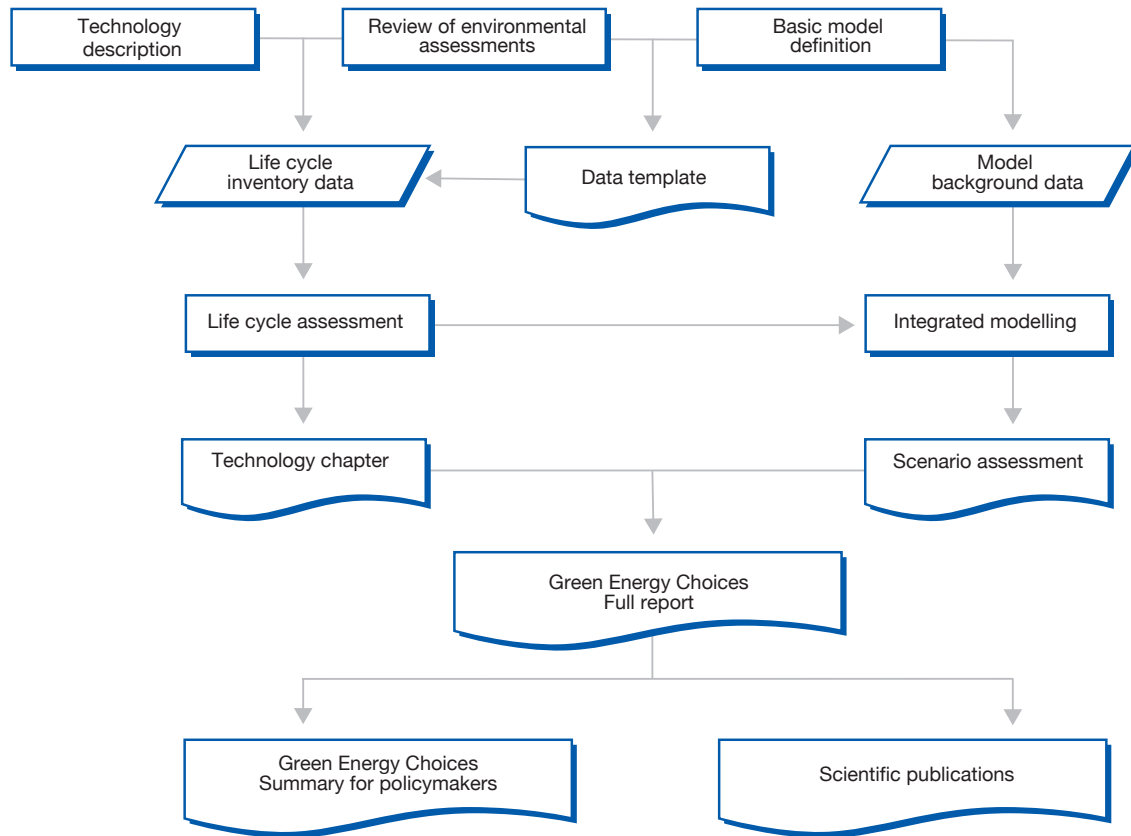 Technology
description
Review of environmental
assessments
Basic model
definition
Life cycle
inventory data
Data template
Model
background data
Life cycle assessment
Integrated modelling
Technology chapter
Scenario assessment
Green Energy Choices
Full report
Green Energy Choices
Summary for policymakers
Scientific publications